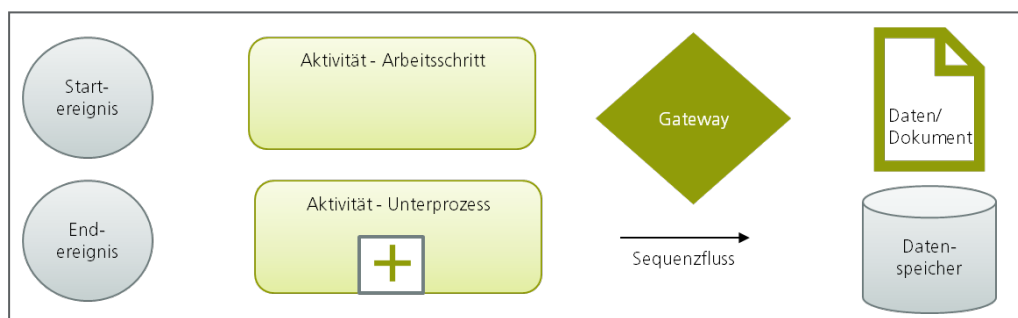 Start-
ereignis
Aktivität - Arbeitsschritt
Gateway
Daten/
Dokument
End-
ereignis
Aktivität - Unterprozess
Sequenzfluss
Daten-
speicher